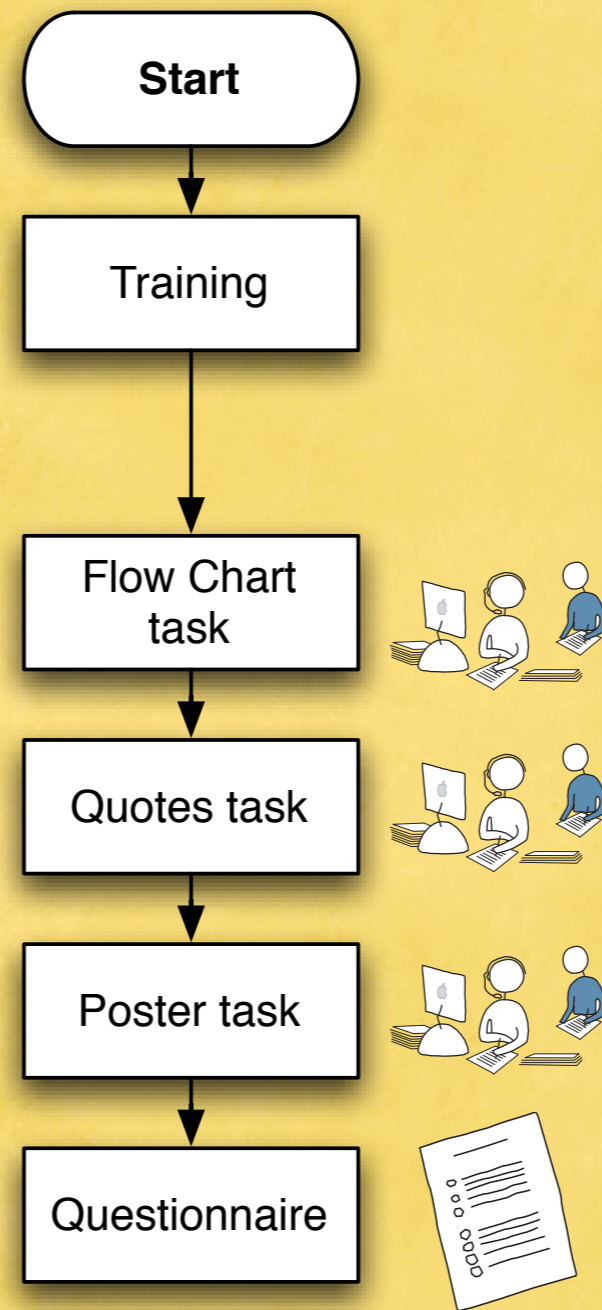 Start
Training
Flow Chart
task
Quotes task
Poster task
Questionnaire